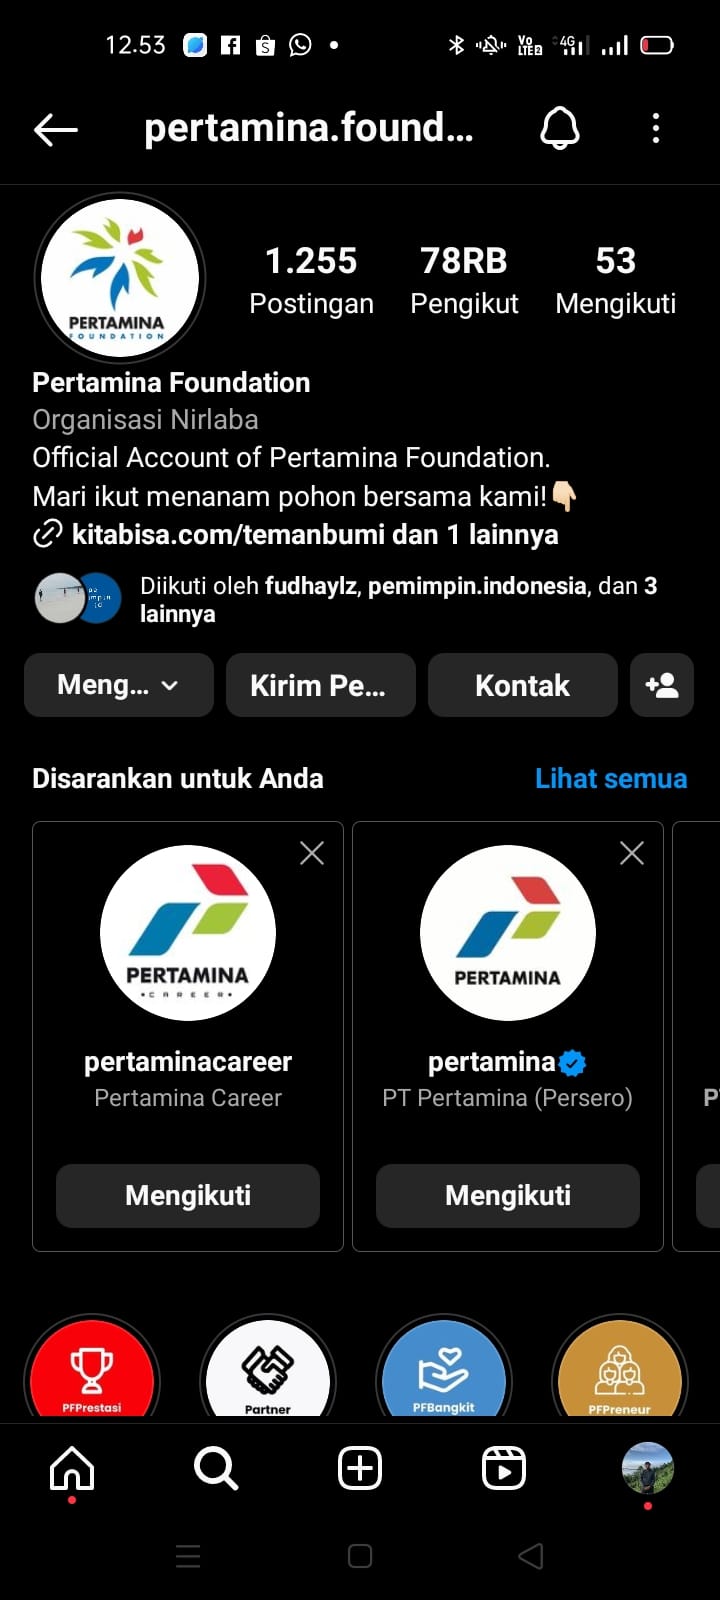 12.53
Vo
LTE2
4G
pertamina.found...
PERTAMINA
FOUNDATION
1.255
78RB
53
Postingan
Pengikut
Mengikuti
Pertamina Foundation
Organisasi Nirlaba
Official Account of Pertamina Foundation.
Mari ikut menanam pohon bersama kami!👇🏻
kitabisa.com/temanbumi dan 1 lainnya
Diikuti oleh fudhaylz, pemimpin.indonesia, dan 3
lainnya
Meng...
Kirim Pe...
Kontak
Disarankan untuk Anda
Lihat semua
PERTAMINA
•CAREER•
pertaminacareer
Pertamina Career
Mengikuti
PERTAMINA
pertamina
PT Pertamina (Persero)
Mengikuti
PFPrestasi
Partner
PFBangkit
PFPreneur